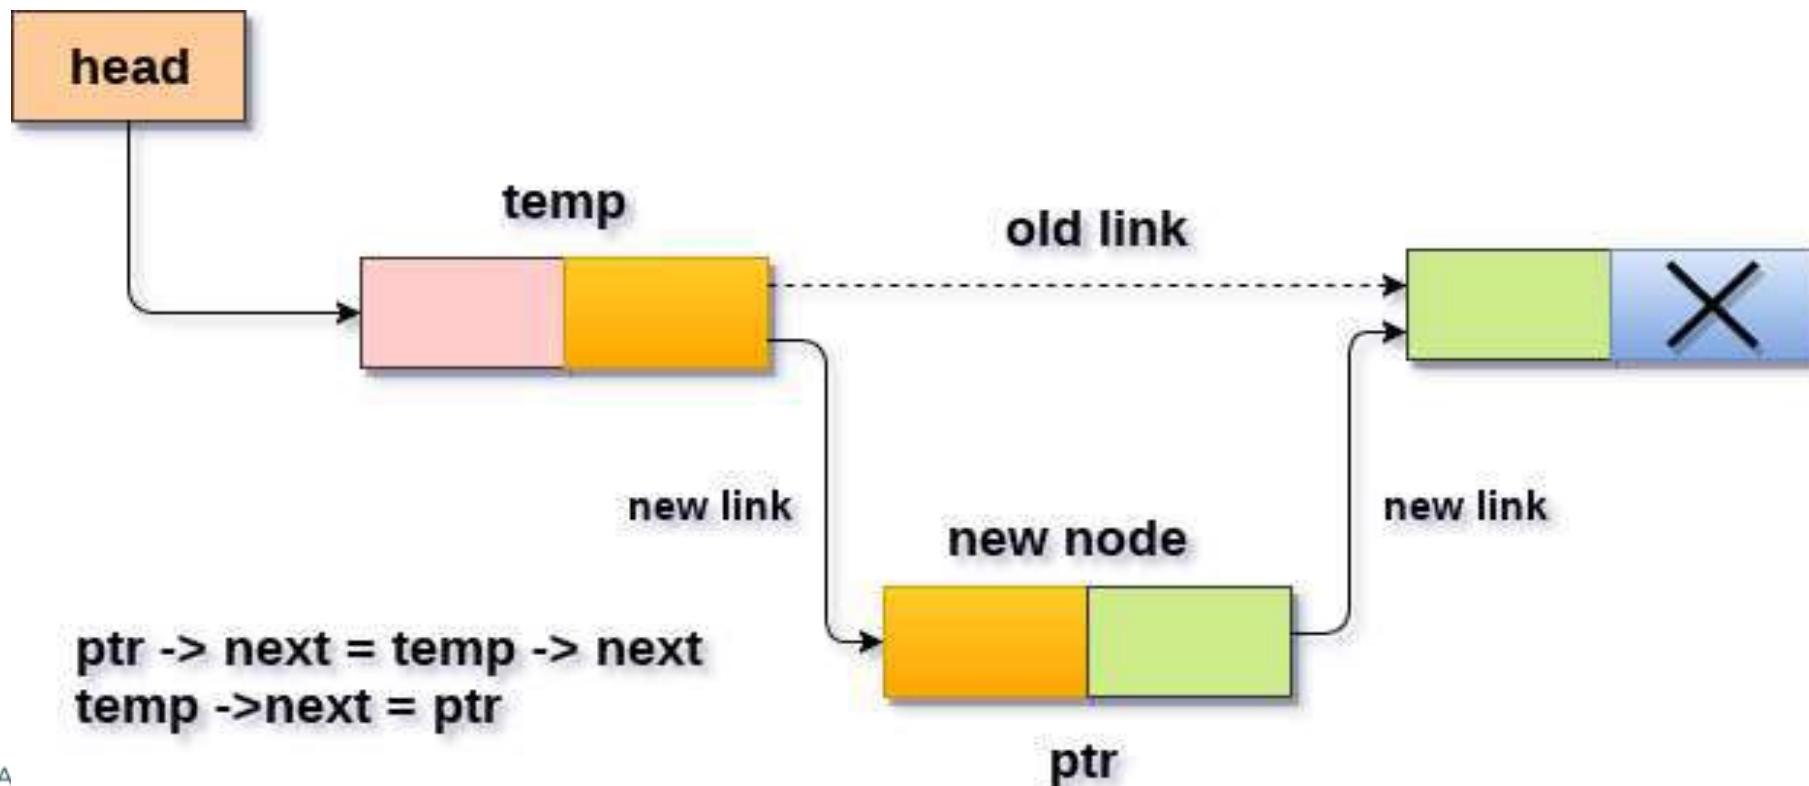 head
temp
old link
new link
new link
new node
ptr -> next = temp -> next
temp ->next = ptr
ptr